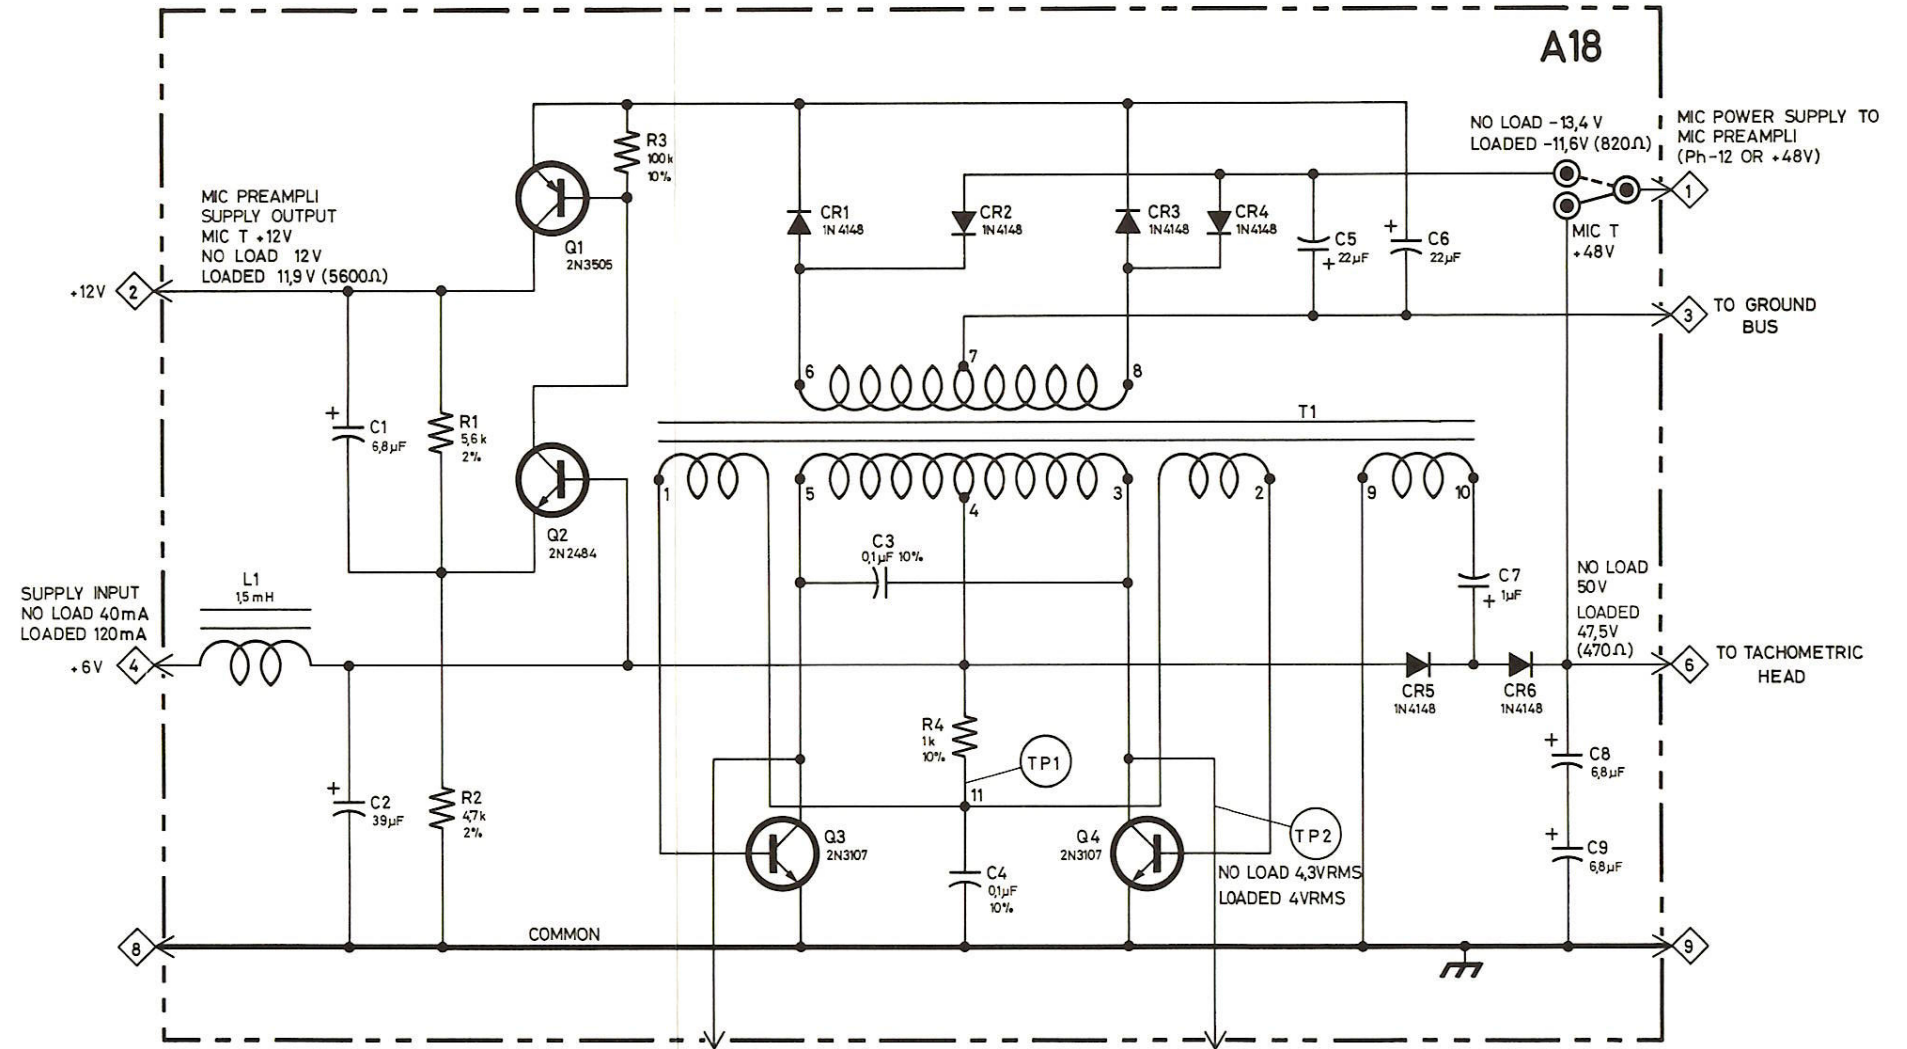 A18
MIC POWER SUPPLY TO
MIC PREAMPLI
(Ph-12 OR +48V)
1
NO LOAD -13,4 V
LOADED -11,6V (820Ω)
MIC T
+48V
R3
100k
10%
MIC PREAMPLI
SUPPLY OUTPUT
MIC T +12V
NO LOAD 12V
LOADED 11,9V (5600Ω)
+12V
2
Q1
2N3505
CR1
1N4148
CR2
1N4148
CR3
1N4148
CR4
1N4148
C5
+ 22µF
+
C6
22µF
3
TO GROUND
BUS
6
7
8
T1
+
C1
6,8µF
R1
5,6k
2%
Q2
2N2484
1
5
4
3
2
9
10
C3
0,1µF 10%
C7
+ 1µF
SUPPLY INPUT
NO LOAD 40mA
LOADED 120mA
+6V
4
L1
1,5mH
NO LOAD
50V
LOADED
47,5V
(470Ω)
6
TO TACHOMETRIC
HEAD
CR5
1N4148
CR6
1N4148
R4
1k
10%
TP1
11
+
C2
39µF
R2
4,7k
2%
Q3
2N3107
C4
0,1µF
10%
Q4
2N3107
TP2
NO LOAD 4,3VRMS
LOADED 4VRMS
+
C8
6,8µF
+
C9
6,8µF
8
COMMON
9